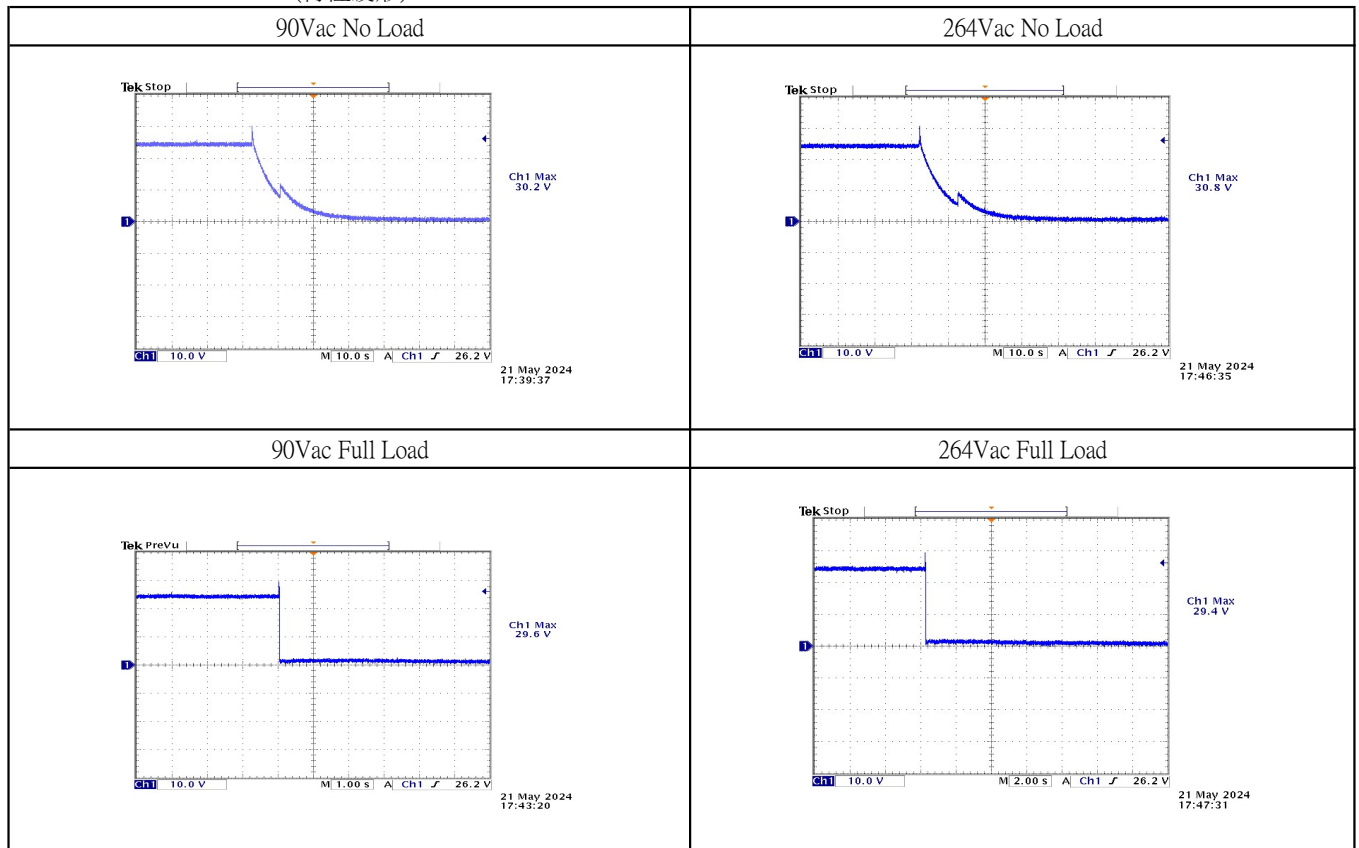 90Vac No Load
264Vac No Load
Tek Stop
Ch1 Max
30.2 V
1
Ch1 10.0 V M 10.0 s A Ch1 26.2 V
21 May 2024
17:39:37
Tek Stop
Ch1 Max
30.8 V
1
Ch1 10.0 V M 10.0 s A Ch1 26.2 V
21 May 2024
17:46:35
90Vac Full Load
264Vac Full Load
Tek PreVu
Ch1 Max
29.6 V
1
Ch1 10.0 V M 1.00 s A Ch1 26.2 V
21 May 2024
17:43:20
Tek Stop
Ch1 Max
29.4 V
1
Ch1 10.0 V M 2.00 s A Ch1 26.2 V
21 May 2024
17:47:31